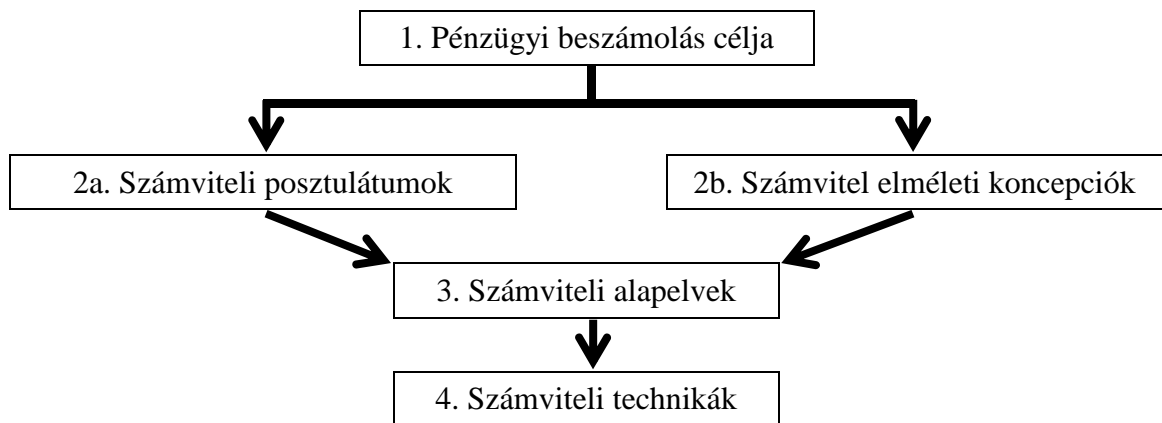 1. Pénzügyi beszámolás célja
2a. Számviteli posztulátumok
2b. Számvitel elméleti koncepciók
3. Számviteli alapelvek
4. Számviteli technikák